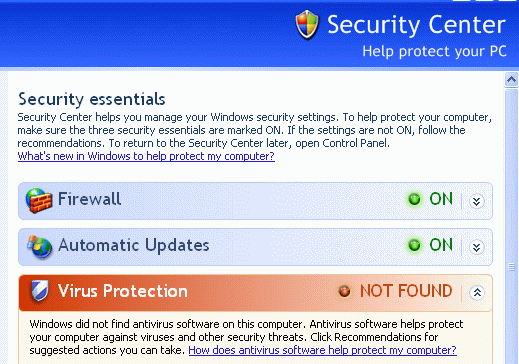 Security Center
Help protect your PC
Security essentials
Security Center helps you manage your Windows security settings. To help protect your computer,
make sure the three security essentials are marked ON. If the settings are not ON, follow the
recommendations. To return to the Security Center later, open Control Panel.
What's new in Windows to help protect my computer?
Firewall ON
Automatic Updates ON
Virus Protection NOT FOUND
Windows did not find antivirus software on this computer. Antivirus software helps protect
your computer against viruses and other security threats. Click Recommendations for
suggested actions you can take. How does antivirus software help protect my computer?